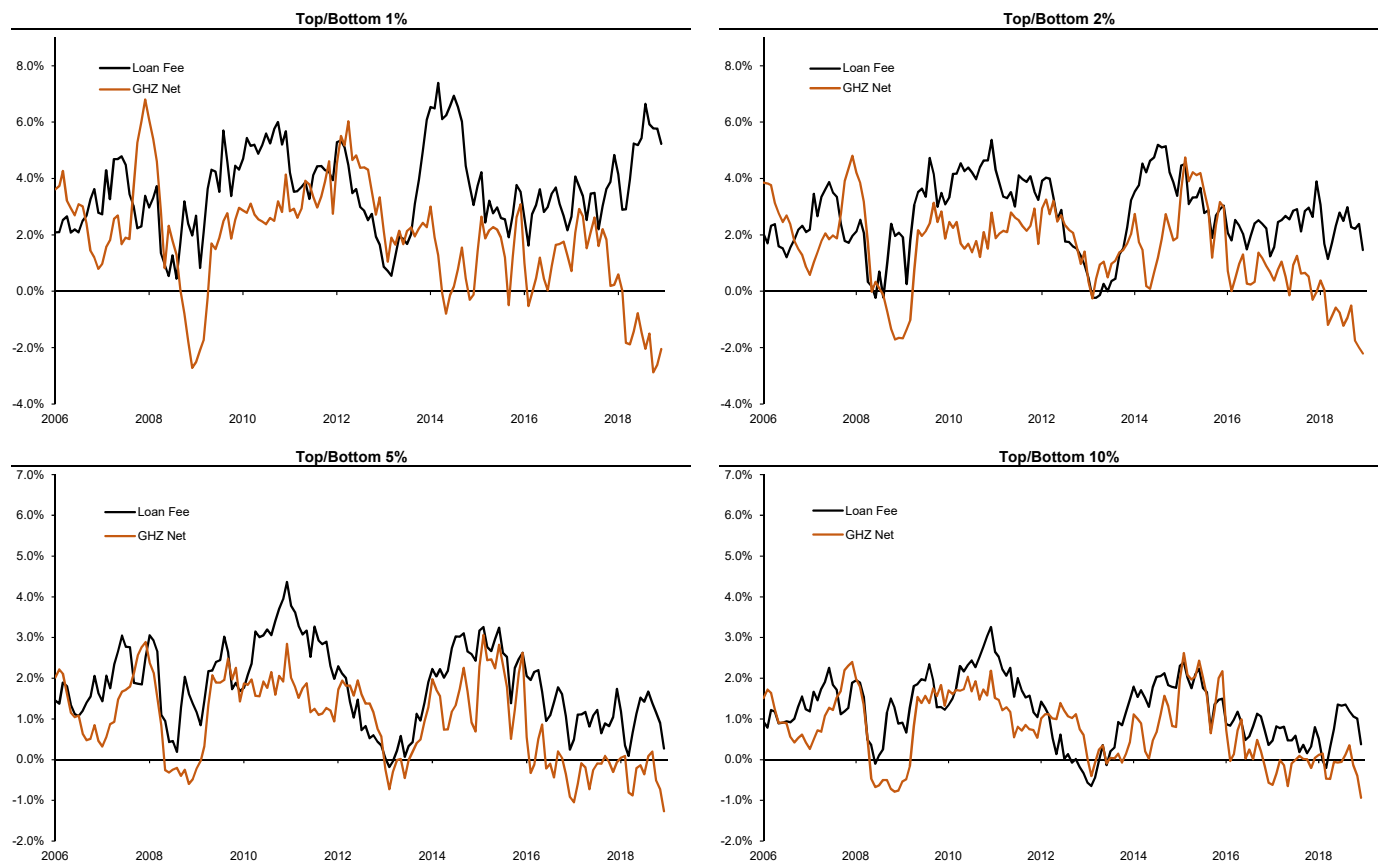 Top/Bottom 1%
8.0%
6.0%
4.0%
2.0%
0.0%
-2.0%
-4.0%
Loan Fee
GHZ Net
2006 2008 2010 2012 2014 2016 2018
Top/Bottom 2%
8.0%
6.0%
4.0%
2.0%
0.0%
-2.0%
-4.0%
Loan Fee
GHZ Net
2006 2008 2010 2012 2014 2016 2018
Top/Bottom 5%
7.0%
6.0%
5.0%
4.0%
3.0%
2.0%
1.0%
0.0%
-1.0%
-2.0%
Loan Fee
GHZ Net
2006 2008 2010 2012 2014 2016 2018
Top/Bottom 10%
7.0%
6.0%
5.0%
4.0%
3.0%
2.0%
1.0%
0.0%
-1.0%
-2.0%
Loan Fee
GHZ Net
2006 2008 2010 2012 2014 2016 2018